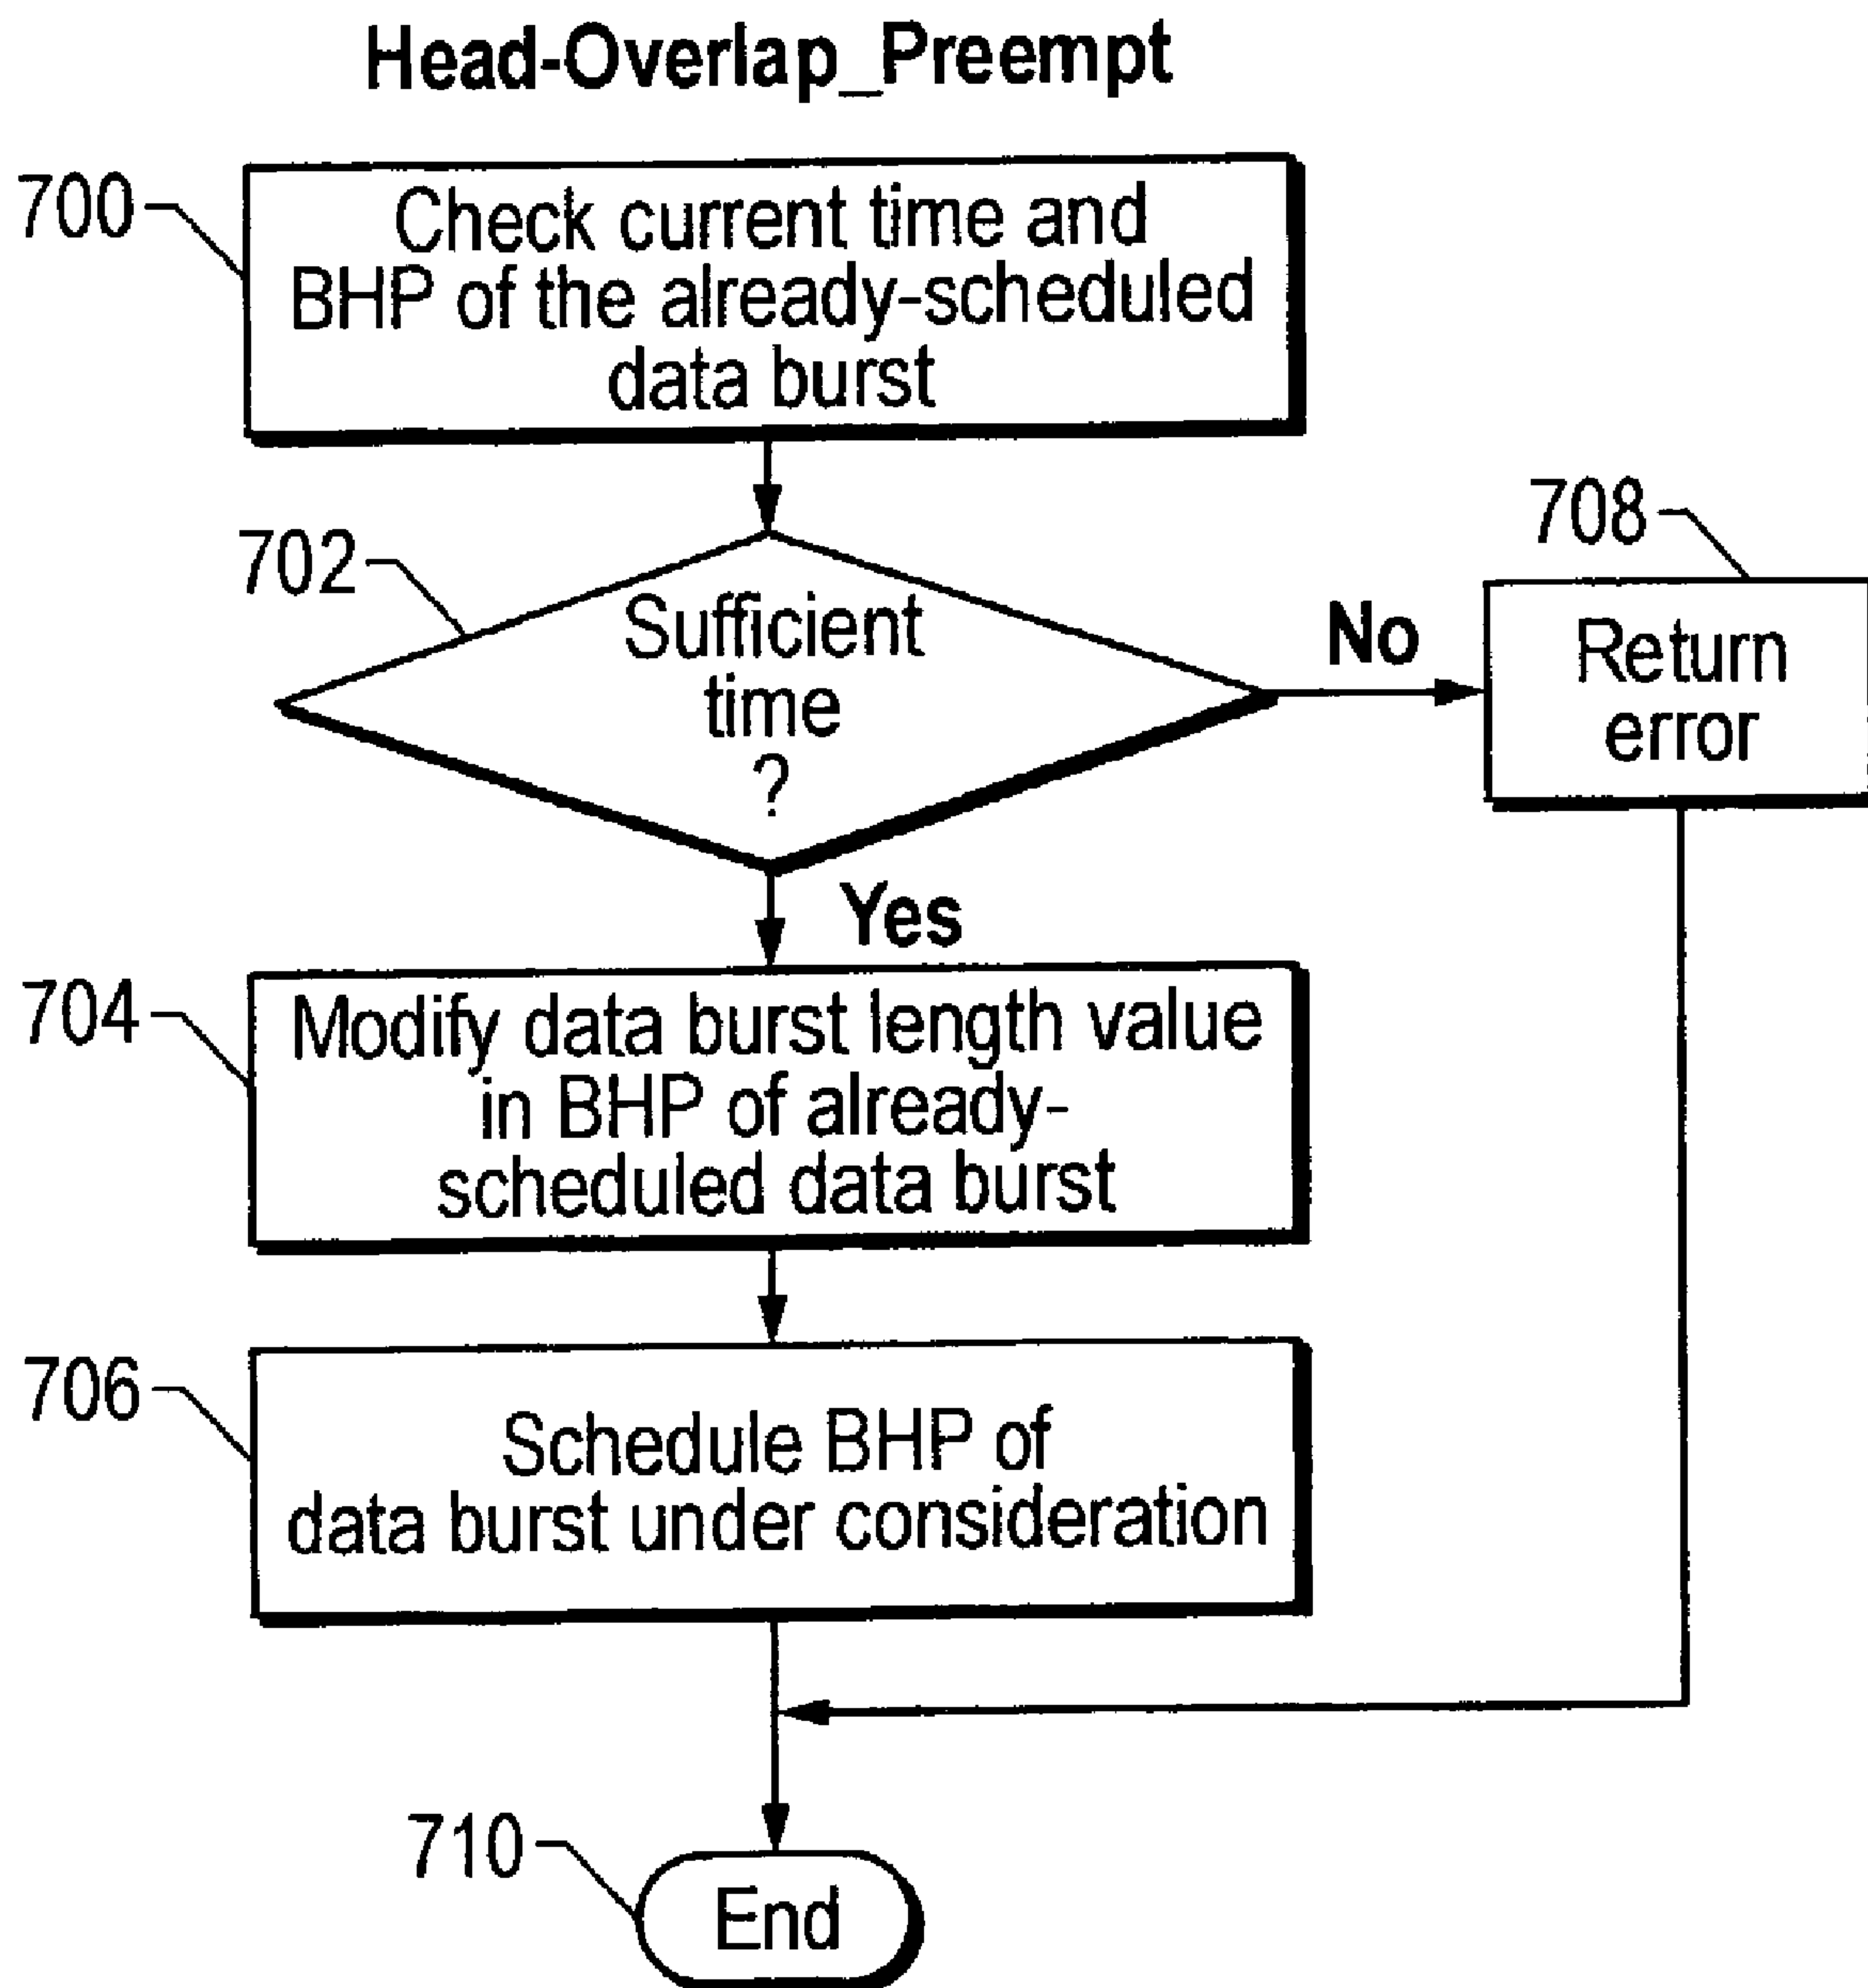 Head-Overlap_Preempt
700
Check current time and
BHP of the already-scheduled
data burst
702
Sufficient
time
?
No
708
Return
error
Yes
704
Modify data burst length value
in BHP of already-
scheduled data burst
706
Schedule BHP of
data burst under consideration
710
End